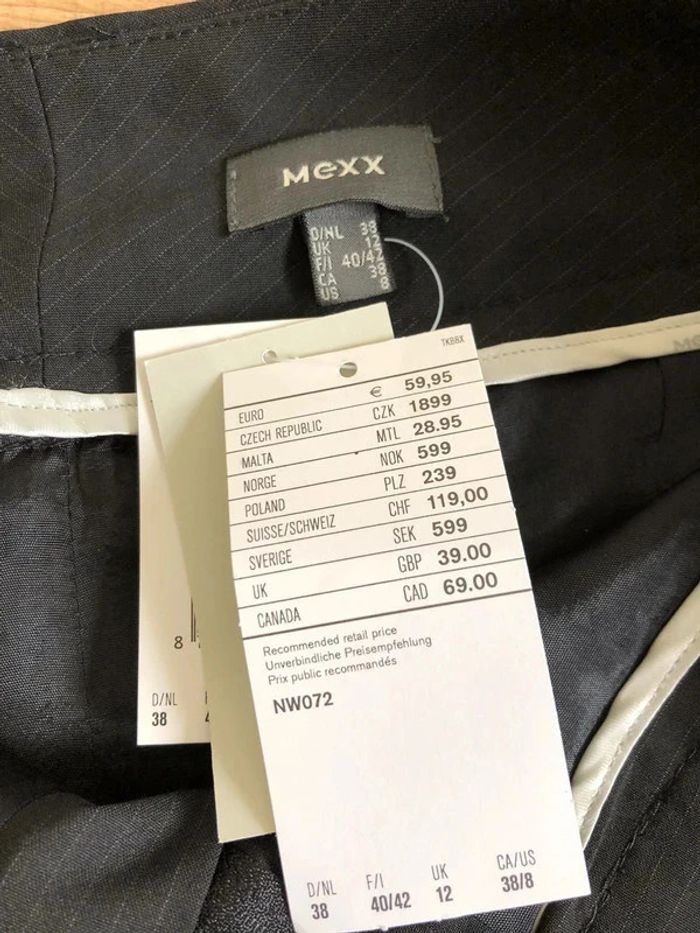 Mexx
D/NL 38
UK 12
F/I 40/42
CA 38
US 8
TKBBX
EURO € 59,95
CZECH REPUBLIC CZK 1899
MALTA MTL 28.95
NORGE NOK 599
POLAND PLZ 239
SUISSE/SCHWEIZ CHF 119,00
SVERIGE SEK 599
UK GBP 39.00
CANADA CAD 69.00
Recommended retail price
Unverbindliche Preisempfehlung
Prix public recommandés
NW072
D/NL F/I UK CA/US
38 40/42 12 38/8
8
D/NL
38